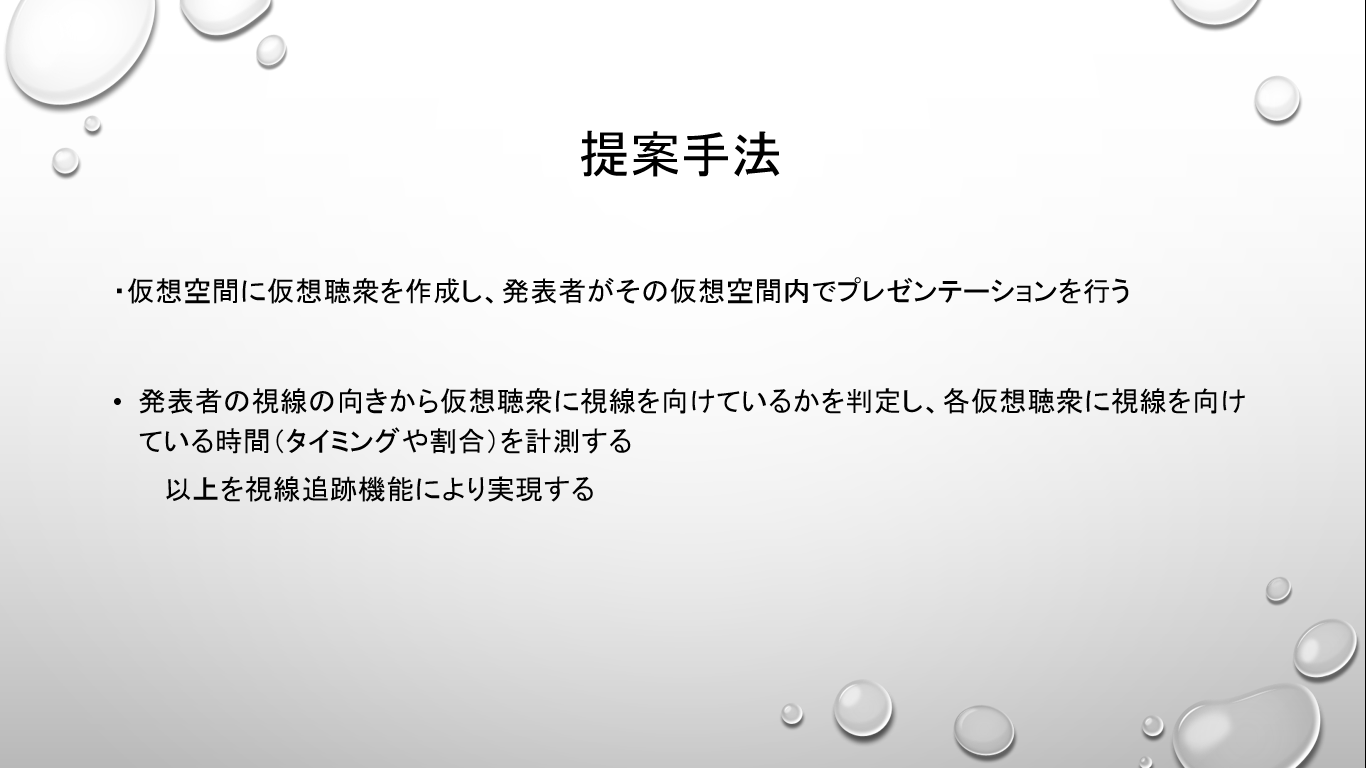 提案手法
・仮想空間に仮想聴衆を作成し、発表者がその仮想空間内でプレゼンテーションを行う
• 発表者の視線の向きから仮想聴衆に視線を向けているかを判定し、各仮想聴衆に視線を向け
ている時間(タイミングや割合)を計測する
以上を視線追跡機能により実現する